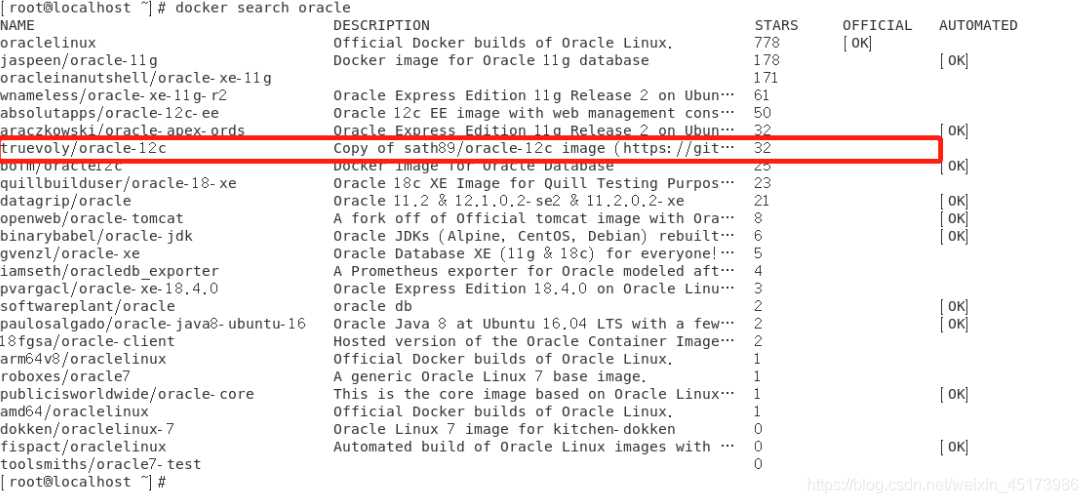 [root@localhost ~]# docker search oracle
NAME DESCRIPTION STARS OFFICIAL AUTOMATED
oraclelinux Official Docker builds of Oracle Linux. 778 [OK]
jaspeen/oracle-11g Docker image for Oracle 11g database 178 [OK]
oracleinanutshell/oracle-xe-11g 171
wnameless/oracle-xe-11g-r2 Oracle Express Edition 11g Release 2 on Ubun… 61
absolutapps/oracle-12c-ee Oracle 12c EE image with web management cons… 50
araczkowski/oracle-apex-ords Oracle Express Edition 11g Release 2 on Ubun… 32 [OK]
truevoly/oracle-12c Copy of sath89/oracle-12c image (https://git… 32
bofm/oracle12c Docker image for Oracle Database 25 [OK]
quillbuilduser/oracle-18-xe Oracle 18c XE Image for Quill Testing Purpos… 23
datagrip/oracle Oracle 11.2 & 12.1.0.2-se2 & 11.2.0.2-xe 21 [OK]
openweb/oracle-tomcat A fork off of Official tomcat image with Ora… 8 [OK]
binarybabel/oracle-jdk Oracle JDKs (Alpine, CentOS, Debian) rebuilt… 6 [OK]
gvenzl/oracle-xe Oracle Database XE (11g & 18c) for everyone!… 5
iamseth/oracledb_exporter A Prometheus exporter for Oracle modeled aft… 4
pvargacl/oracle-xe-18.4.0 Oracle Express Edition 18.4.0 on Oracle Linu… 3
softwareplant/oracle oracle db 2 [OK]
paulosalgado/oracle-java8-ubuntu-16 Oracle Java 8 at Ubuntu 16.04 LTS with a few… 2 [OK]
18fgsa/oracle-client Hosted version of the Oracle Container Image… 2
arm64v8/oraclelinux Official Docker builds of Oracle Linux. 1
roboxes/oracle7 A generic Oracle Linux 7 base image. 1
publicisworldwide/oracle-core This is the core image based on Oracle Linux… 1 [OK]
amd64/oraclelinux Official Docker builds of Oracle Linux. 1
dokken/oraclelinux-7 Oracle Linux 7 image for kitchen-dokken 0
fispact/oraclelinux Automated build of Oracle Linux images with … 0 [OK]
toolsmiths/oracle7-test 0
[root@localhost ~]#
https://blog.csdn.net/weixin_45173986